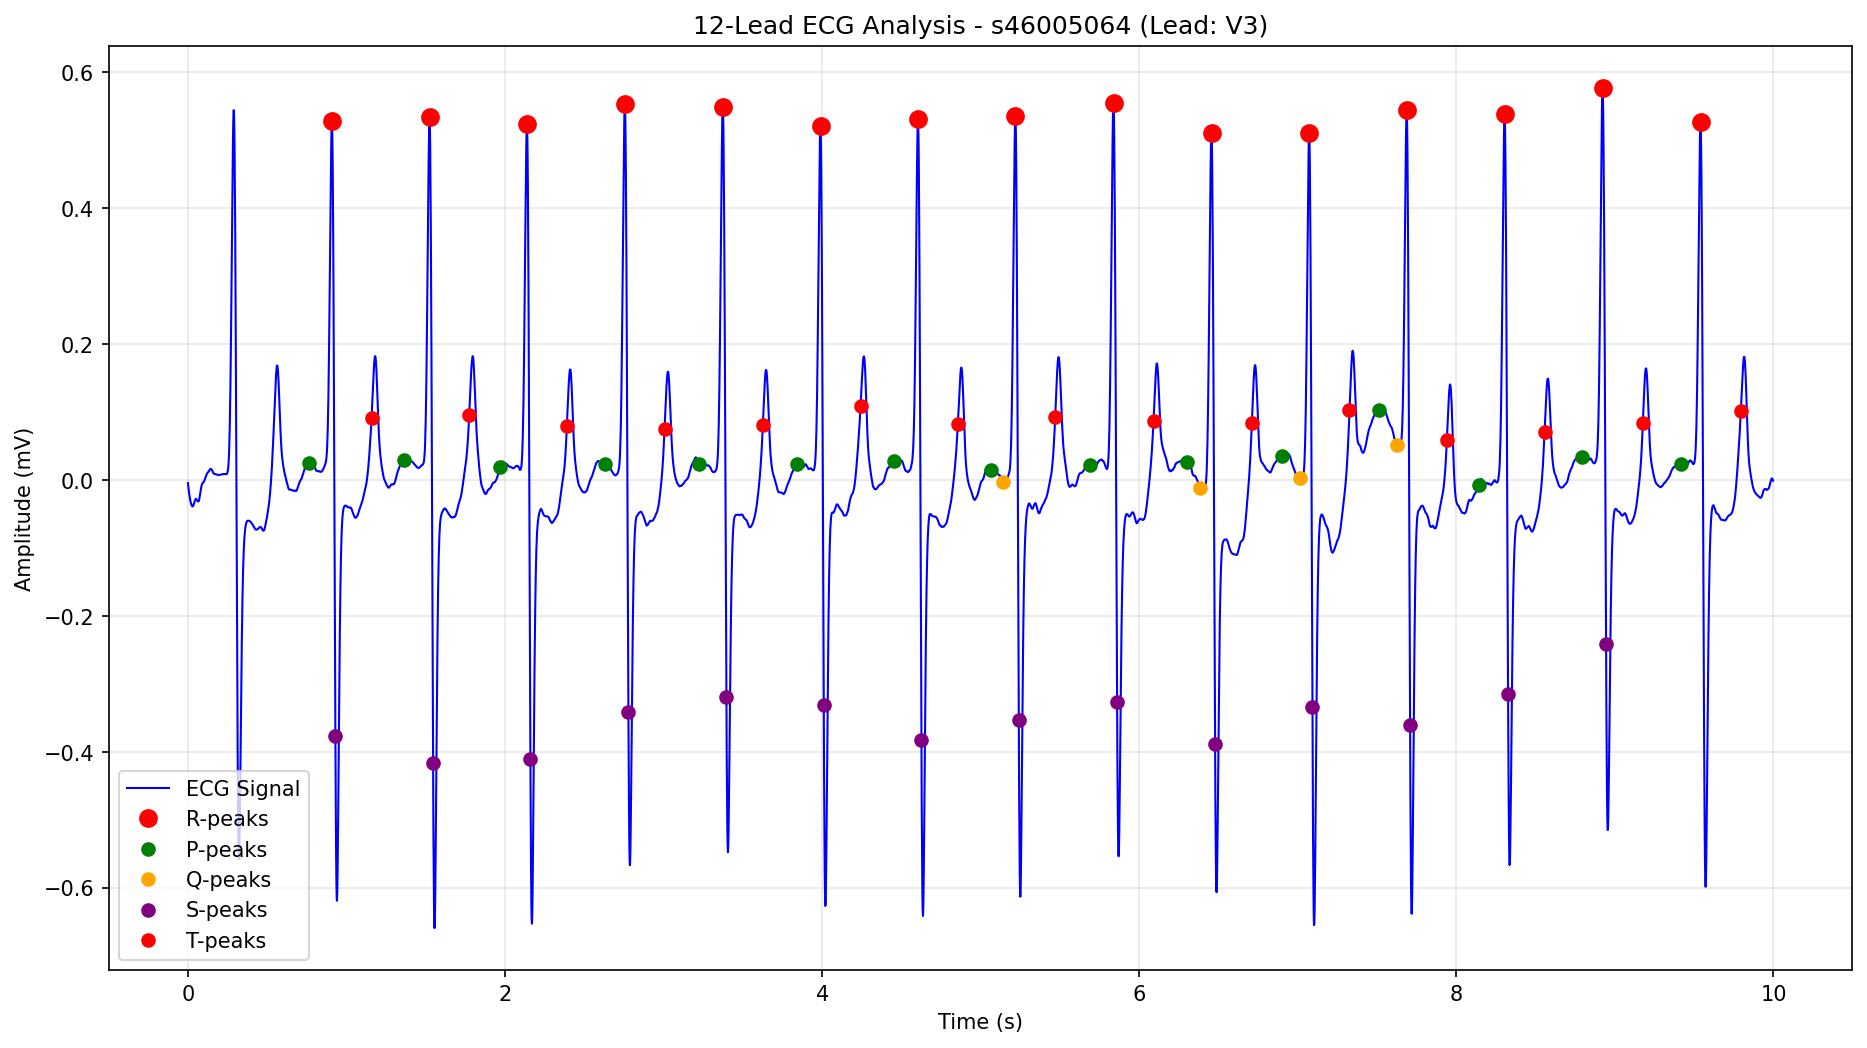 12-Lead ECG Analysis - s46005064 (Lead: V3)
Amplitude (mV)
0.6
0.4
0.2
0.0
−0.2
−0.4
−0.6
ECG Signal
R-peaks
P-peaks
Q-peaks
S-peaks
T-peaks
0 2 4 6 8 10
Time (s)